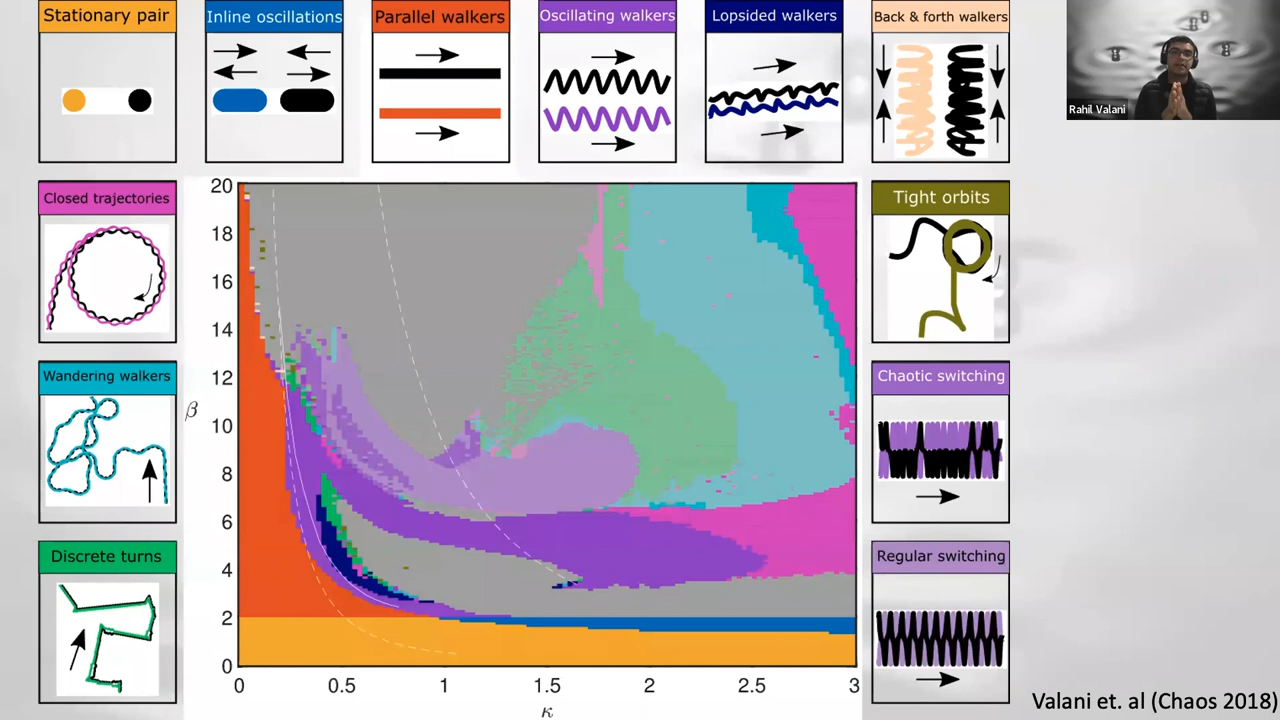 Stationary pair
Inline oscillations
Parallel walkers
Oscillating walkers
Lopsided walkers
Back & forth walkers
Rahil Valani
Closed trajectories
Wandering walkers
Discrete turns
20
18
16
14
12
10
8
6
4
2
0
β
0 0.5 1 1.5 2 2.5 3
κ
Tight orbits
Chaotic switching
Regular switching
Valani et. al (Chaos 2018)